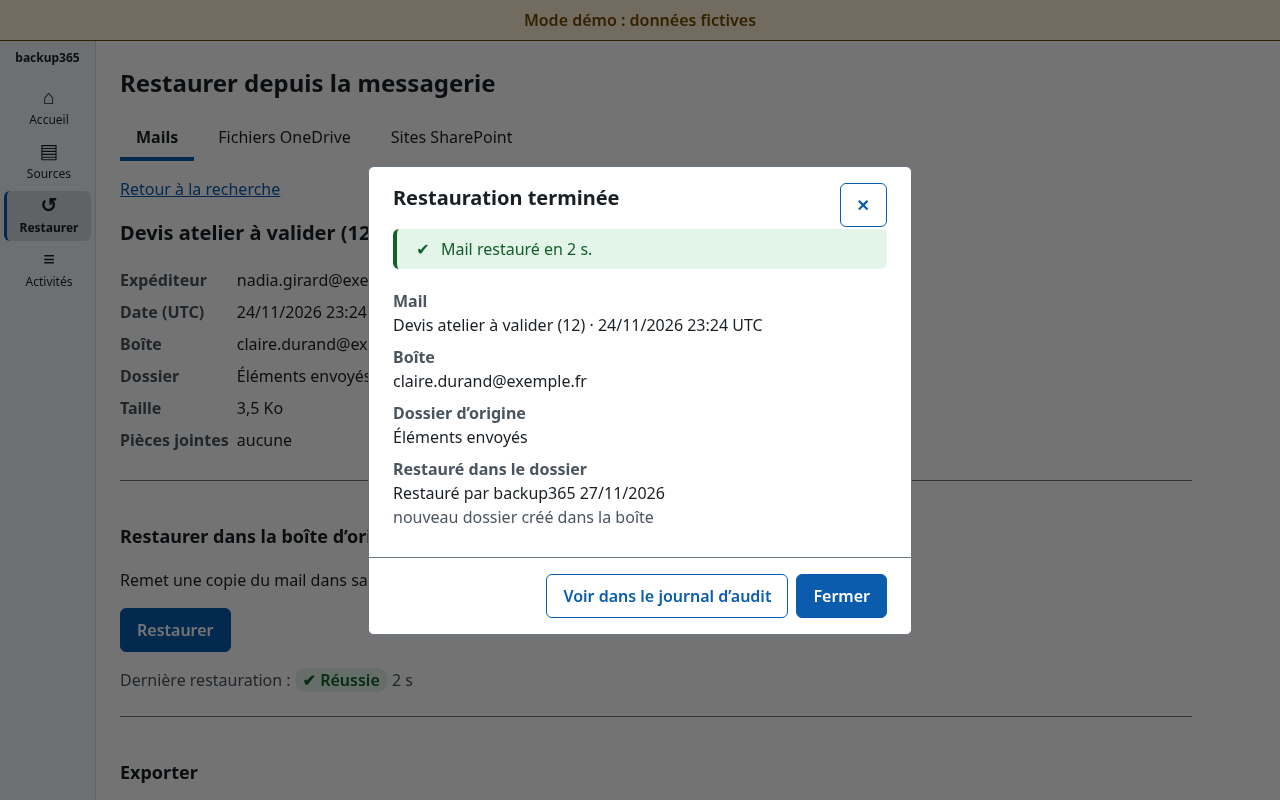 Mode démo : données fictives
backup365
Accueil
Sources
Restaurer
Activités
Restaurer depuis la messagerie
Mails
Fichiers OneDrive
Sites SharePoint
Retour à la recherche
Devis atelier à valider (12
Expéditeur nadia.girard@exe
Date (UTC) 24/11/2026 23:24
Boîte claire.durand@ex
Dossier Éléments envoyés
Taille 3,5 Ko
Pièces jointes aucune
Restaurer dans la boîte d’ori
Remet une copie du mail dans sa
Restaurer
Dernière restauration : ✔ Réussie 2 s
Exporter
Restauration terminée
×
✔ Mail restauré en 2 s.
Mail
Devis atelier à valider (12) · 24/11/2026 23:24 UTC
Boîte
claire.durand@exemple.fr
Dossier d’origine
Éléments envoyés
Restauré dans le dossier
Restauré par backup365 27/11/2026
nouveau dossier créé dans la boîte
Voir dans le journal d’audit
Fermer